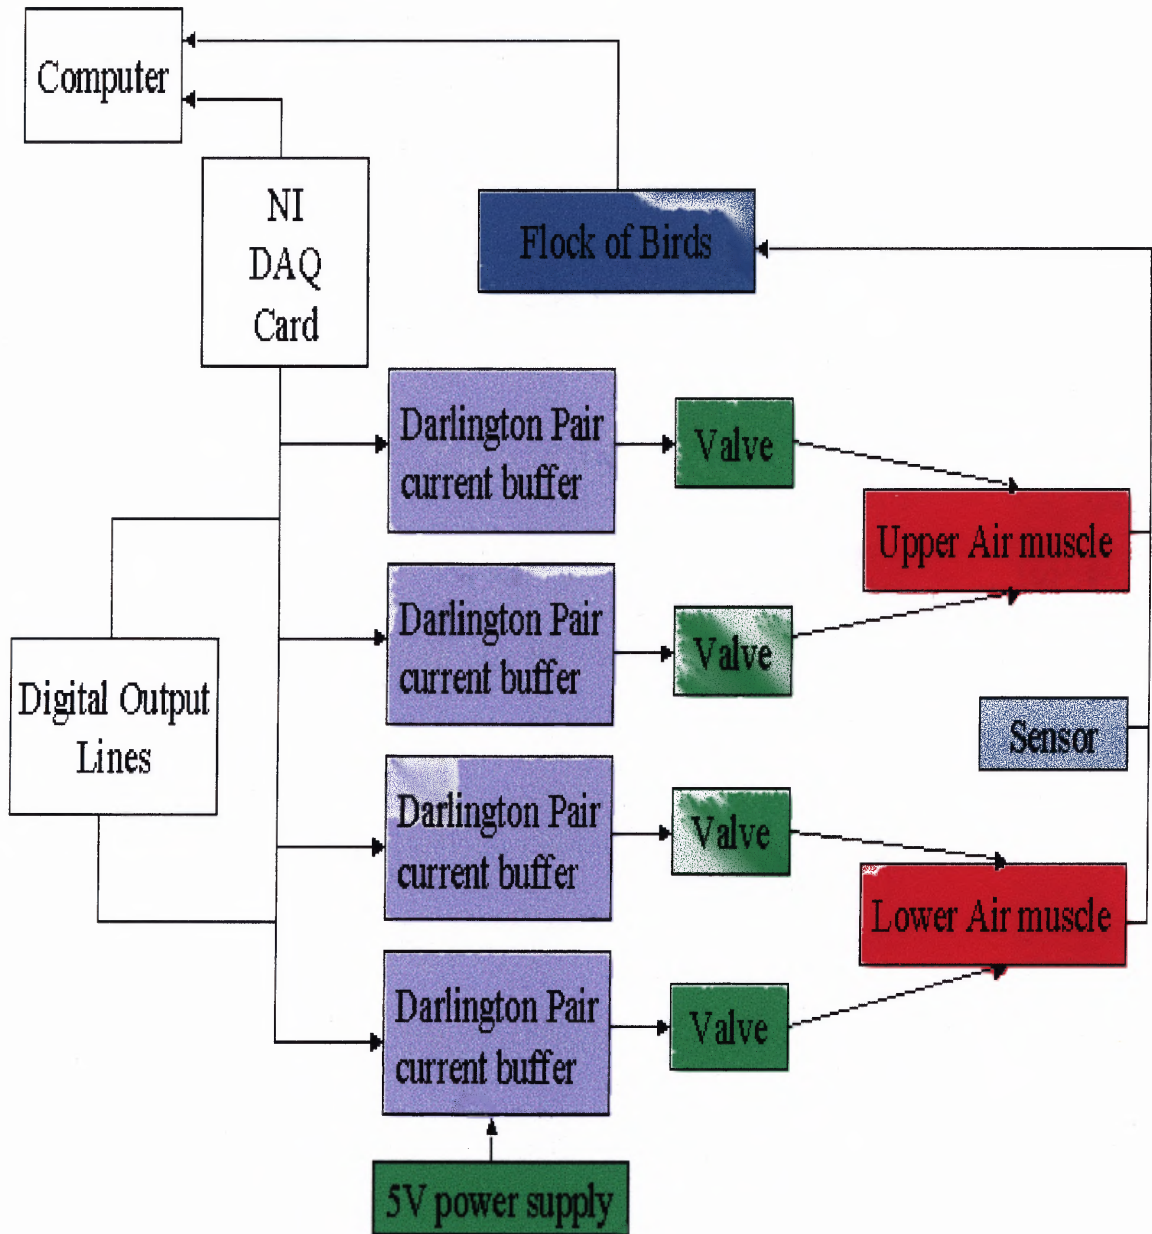 Computer
NI
DAQ
Card
Flock of Birds
Darlington Pair
current buffer
Valve
Upper Air muscle
Darlington Pair
current buffer
Valve
Digital Output
Lines
Sensor
Darlington Pair
current buffer
Valve
Lower Air muscle
Darlington Pair
current buffer
Valve
5V power supply